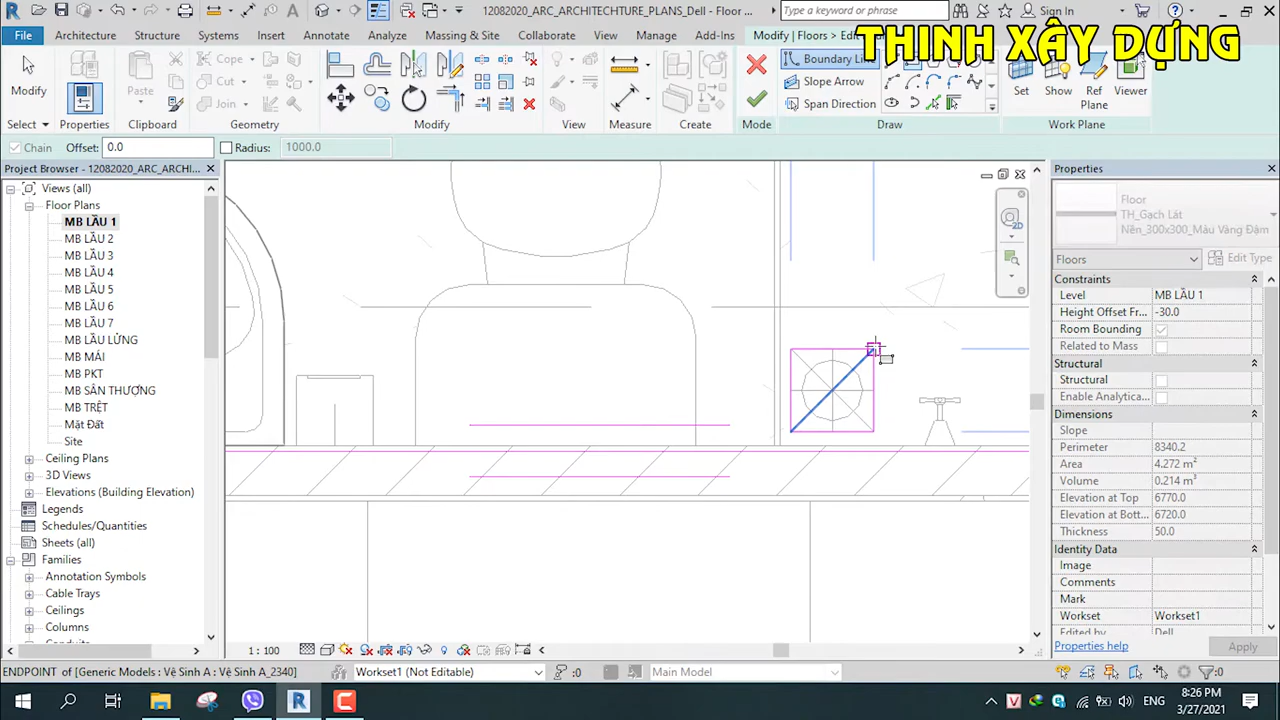 12082020_ARC_ARCHITECHTURE_PLANS_Dell - Floor ...
Type a keyword or phrase
Sign In
THINH XÂY DỰNG
File
Architecture
Structure
Systems
Insert
Annotate
Analyze
Massing & Site
Collaborate
View
Manage
Add-Ins
Modify | Floors > Edit
Modify
Paste
Cope
Cut
Join
Boundary Line
Slope Arrow
Span Direction
Set
Show
Ref
Plane
Viewer
Select
Properties
Clipboard
Geometry
Modify
View
Measure
Create
Mode
Draw
Work Plane
Chain
Offset:
0.0
Radius:
1000.0
Project Browser - 12082020_ARC_ARCHI...
Views (all)
Floor Plans
MB LẦU 1
MB LẦU 2
MB LẦU 3
MB LẦU 4
MB LẦU 5
MB LẦU 6
MB LẦU 7
MB LẦU LỬNG
MB MÁI
MB PKT
MB SÂN THƯỢNG
MB TRỆT
Mặt Đất
Site
Ceiling Plans
3D Views
Elevations (Building Elevation)
Legends
Schedules/Quantities
Sheets (all)
Families
Annotation Symbols
Cable Trays
Ceilings
Columns
2D
Properties
Floor
TH_Gạch Lát
Nền_300x300_Màu Vàng Đậm
Floors
Edit Type
Constraints
Level MB LẦU 1
Height Offset Fr... -30.0
Room Bounding
Related to Mass
Structural
Structural
Enable Analytica...
Dimensions
Slope
Perimeter 8340.2
Area 4.272 m²
Volume 0.214 m³
Elevation at Top 6770.0
Elevation at Bott... 6720.0
Thickness 50.0
Identity Data
Image
Comments
Mark
Workset Workset1
Edited by Dell
Properties help
Apply
1 : 100
ENDPOINT of [Generic Models : Vệ Sinh A : Vệ Sinh A_2340]
Workset1 (Not Editable)
:0
Main Model
:0
ENG
8:26 PM
3/27/2021